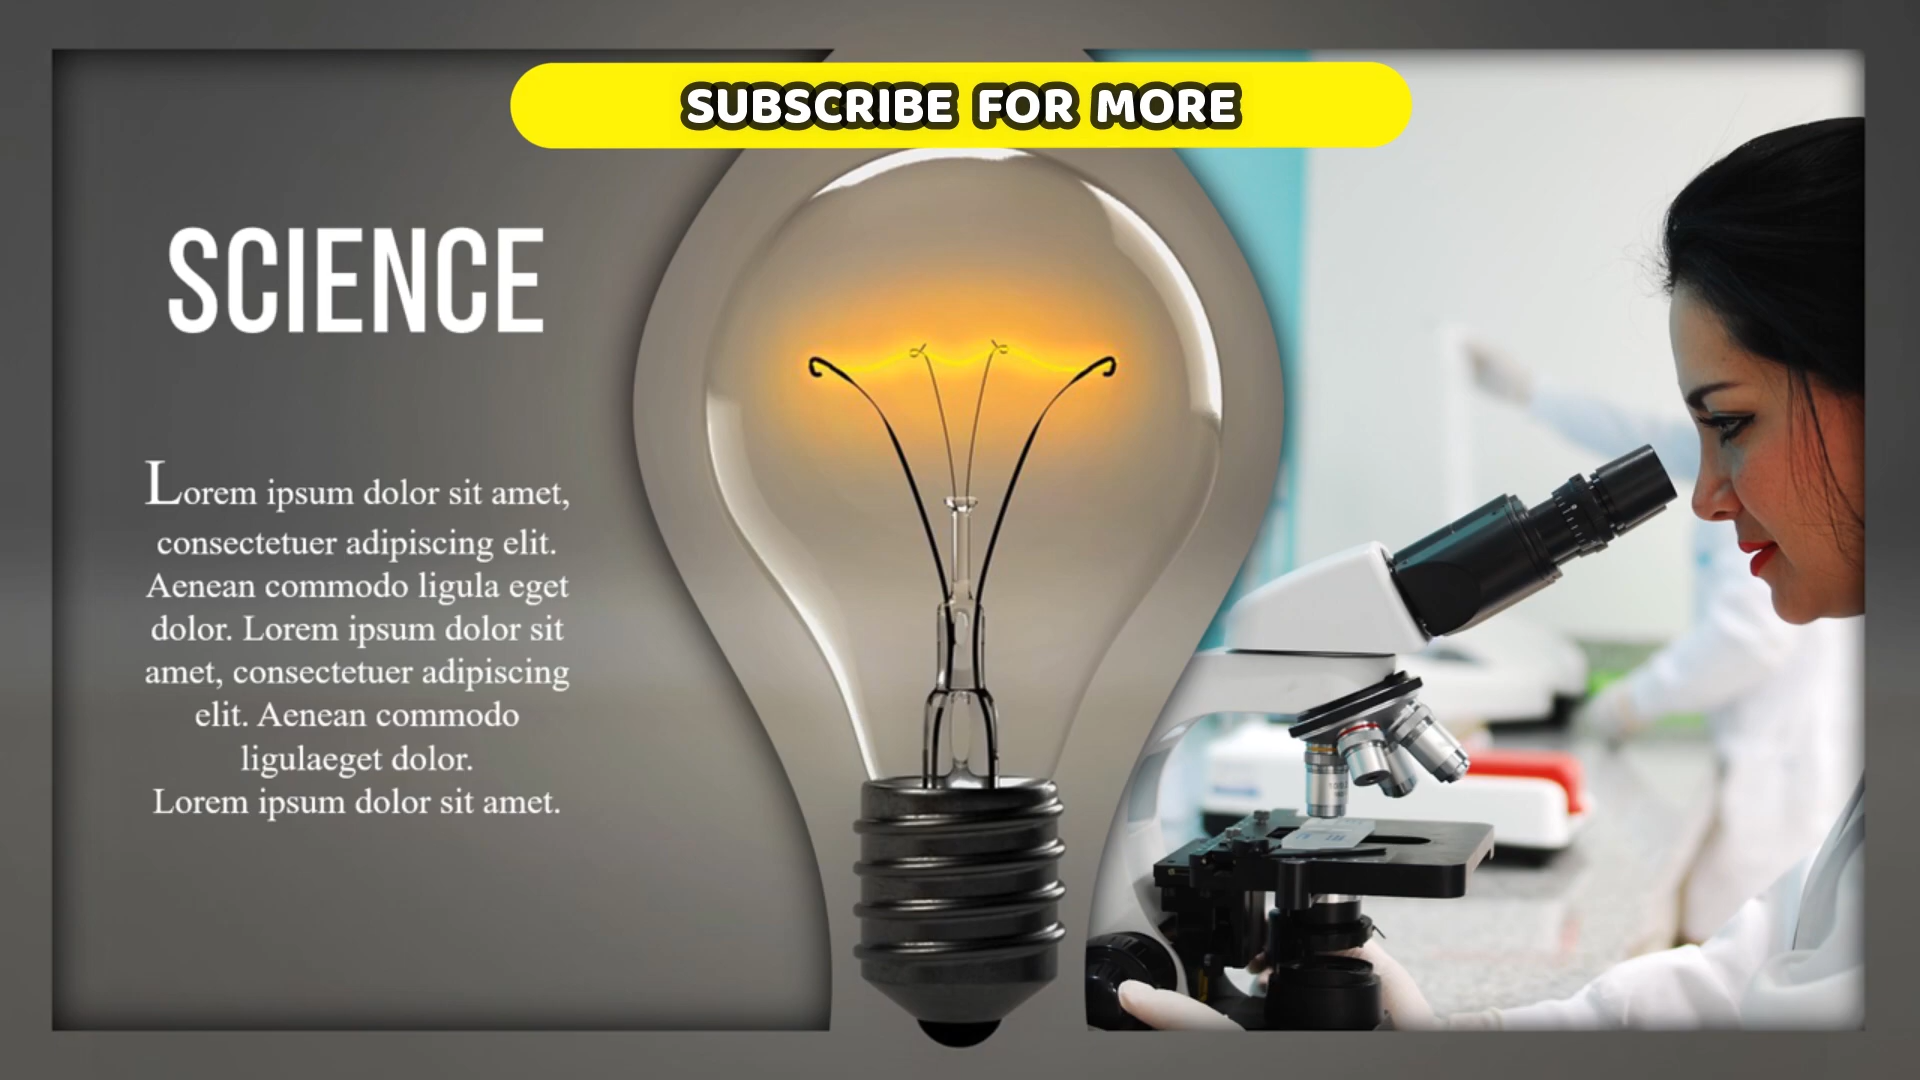 SUBSCRIBE FOR MORE
SCIENCE
Lorem ipsum dolor sit amet,
consectetuer adipiscing elit.
Aenean commodo ligula eget
dolor. Lorem ipsum dolor sit
amet, consectetuer adipiscing
elit. Aenean commodo
ligulaeget dolor.
Lorem ipsum dolor sit amet.